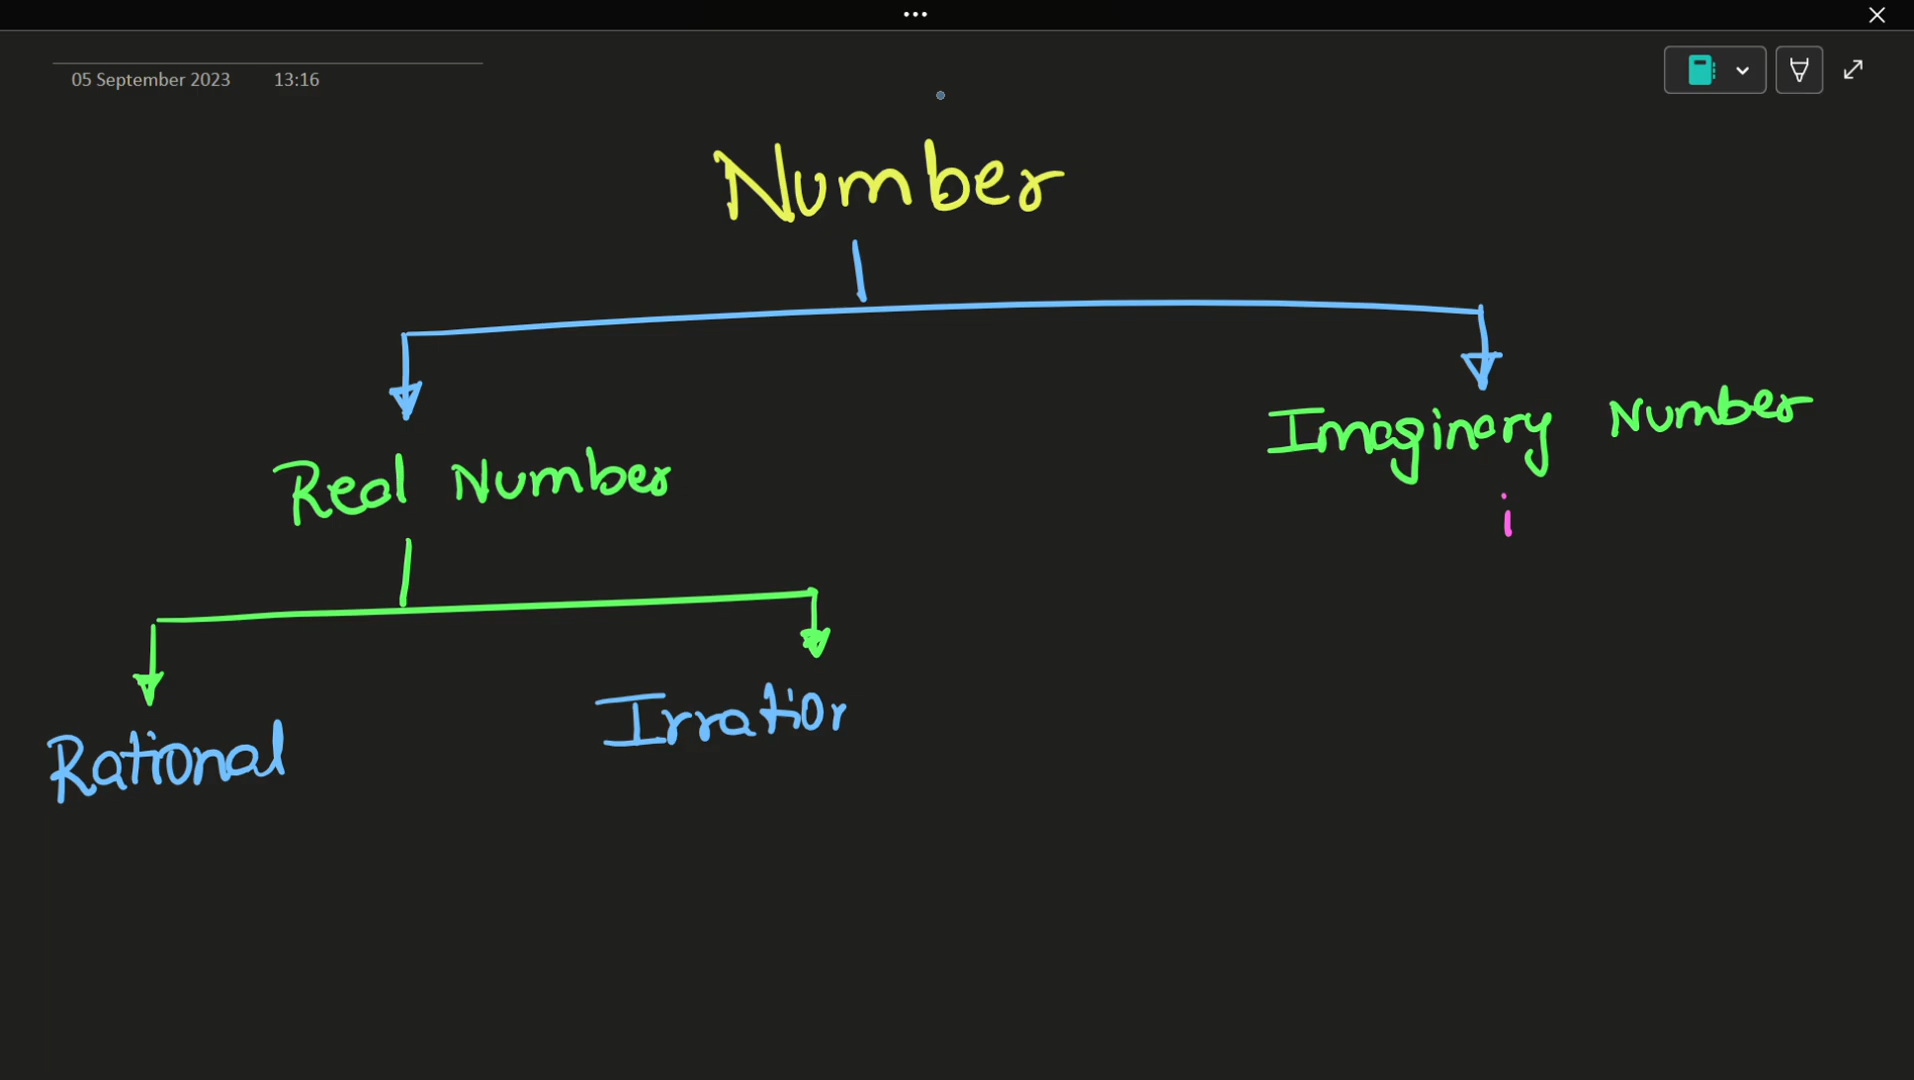 05 September 2023 13:16
Number
Real Number
Imaginary Number
i
Rational
Irratior